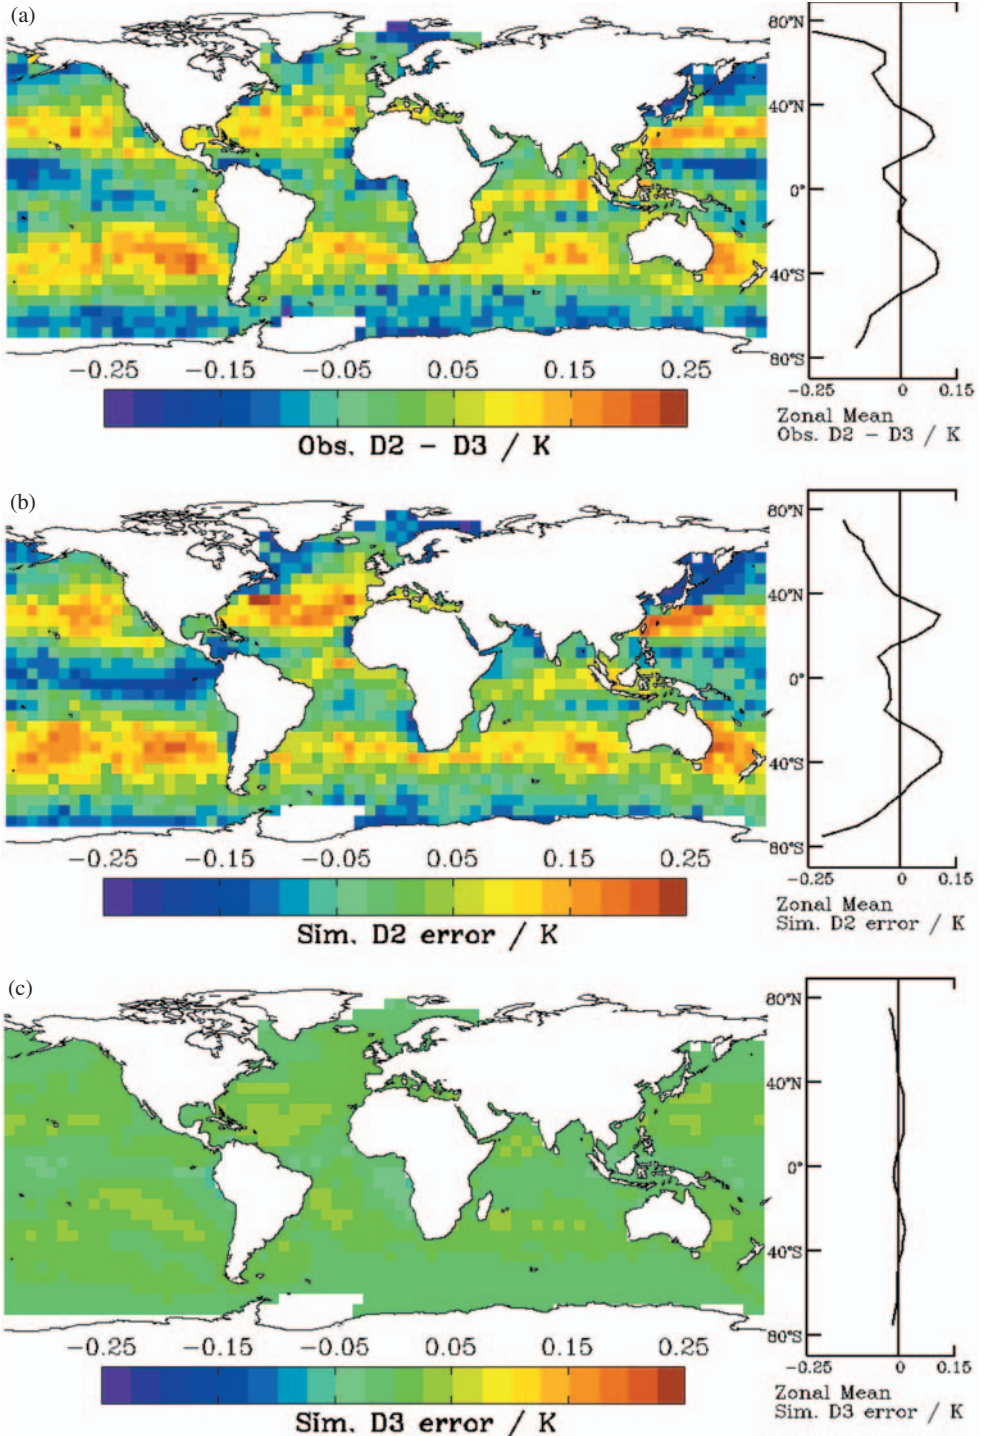 (a)
80°N
40°N
0°
40°S
80°S
−0.25 −0.15 −0.05 0.05 0.15 0.25
Obs. D2 − D3 / K
−0.25 0 0.15
Zonal Mean
Obs. D2 − D3 / K
(b)
80°N
40°N
0°
40°S
80°S
−0.25 −0.15 −0.05 0.05 0.15 0.25
Sim. D2 error / K
−0.25 0 0.15
Zonal Mean
Sim. D2 error / K
(c)
80°N
40°N
0°
40°S
80°S
−0.25 −0.15 −0.05 0.05 0.15 0.25
Sim. D3 error / K
−0.25 0 0.15
Zonal Mean
Sim. D3 error / K